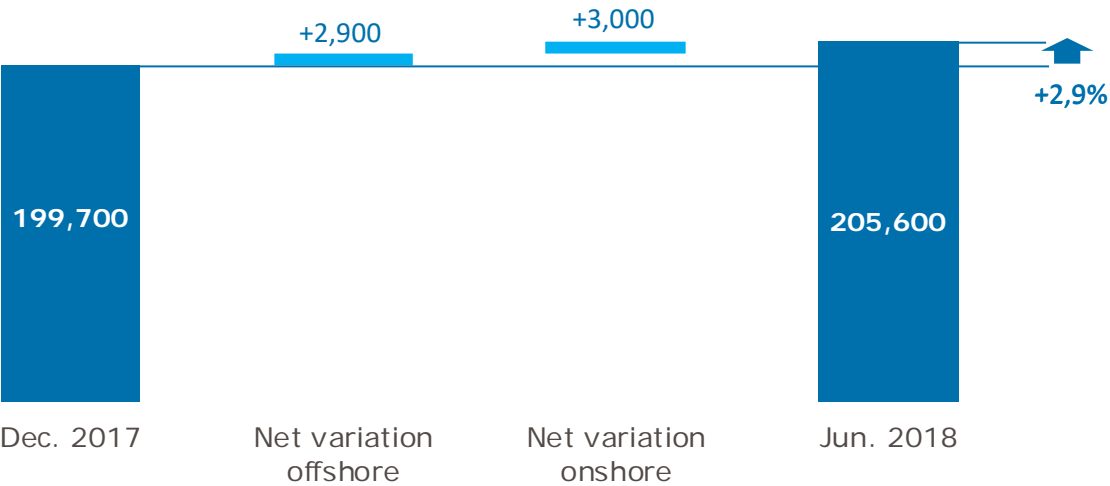 +2,900
+3,000
+2,9%
199,700
205,600
Dec. 2017
Net variation
offshore
Net variation
onshore
Jun. 2018